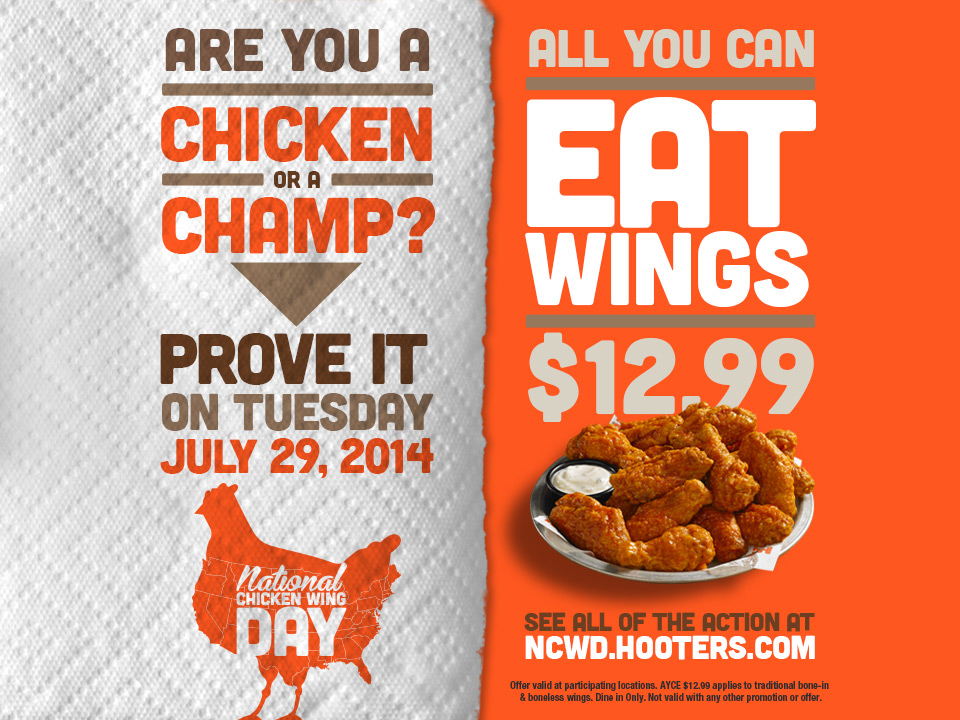 ARE YOU A
CHICKEN
OR A
CHAMP?
PROVE IT
ON TUESDAY
JULY 29, 2014
National
CHICKEN WING
DAY
ALL YOU CAN
EAT
WINGS
$12.99
SEE ALL OF THE ACTION AT
NCWD.HOOTERS.COM
Offer valid at participating locations. AYCE $12.99 applies to traditional bone-in
& boneless wings. Dine in Only. Not valid with any other promotion or offer.